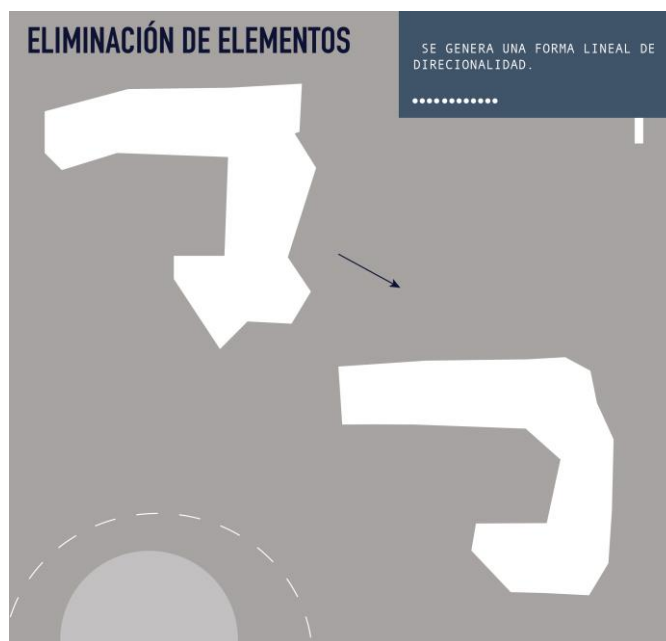 ELIMINACIÓN DE ELEMENTOS
SE GENERA UNA FORMA LINEAL DE
DIRECIONALIDAD.